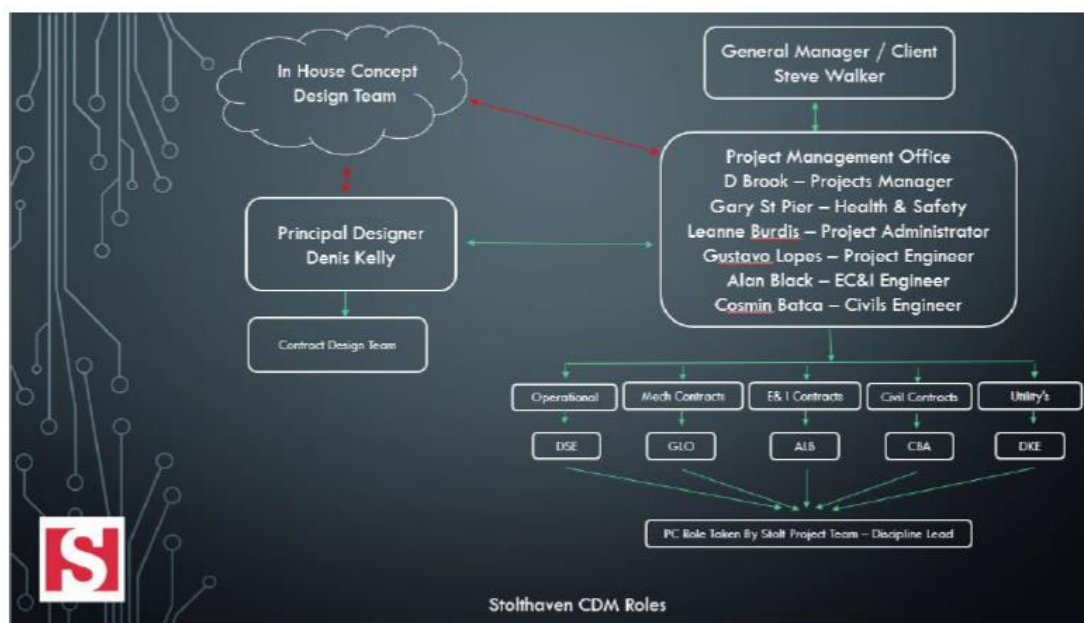 In House Concept
Design Team
General Manager / Client
Steve Walker
Project Management Office
D Brook – Projects Manager
Gary St Pier – Health & Safety
Leanne Burdis – Project Administrator
Gustavo Lopes – Project Engineer
Alan Black – EC&I Engineer
Cosmin Batca – Civils Engineer
Principal Designer
Denis Kelly
Contract Design Team
Operational
Mech Contracts
E& I Contracts
Civil Contracts
Utility's
DSE
GLO
ALB
CBA
DKE
PC Role Taken By Stolt Project Team – Discipline Lead
S
Stolthaven CDM Roles